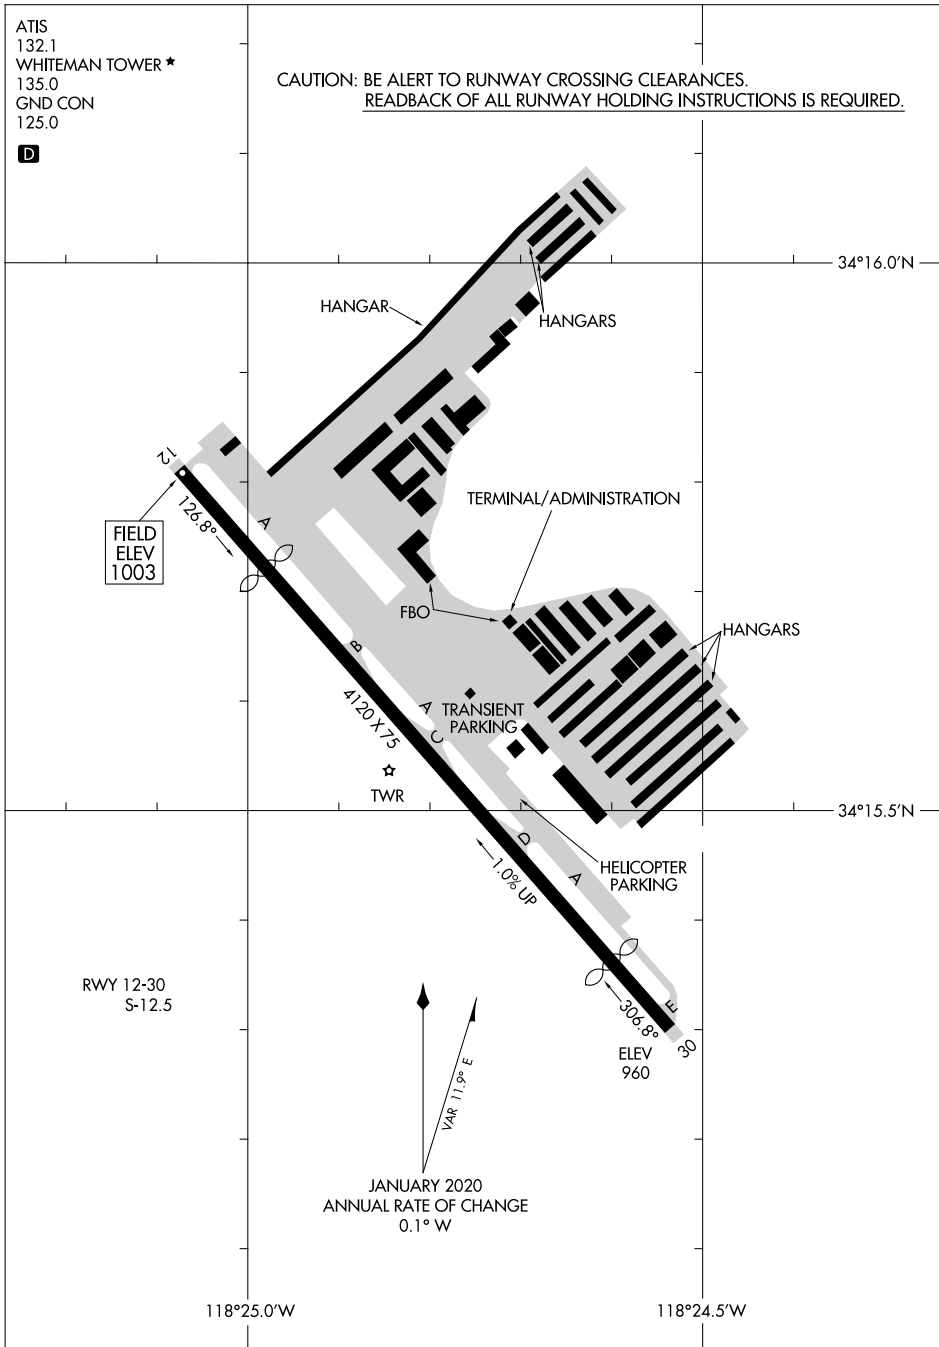 ATIS
132.1
WHITEMAN TOWER ★
135.0
GND CON
125.0
D
CAUTION: BE ALERT TO RUNWAY CROSSING CLEARANCES.
READBACK OF ALL RUNWAY HOLDING INSTRUCTIONS IS REQUIRED.
34°16.0'N
HANGAR
HANGARS
12
126.8°
A
FIELD
ELEV
1003
TERMINAL/ADMINISTRATION
FBO
HANGARS
B
4120 X 75
A
C
TRANSIENT
PARKING
TWR
34°15.5'N
D
1.0% UP
A
HELICOPTER
PARKING
RWY 12-30
S-12.5
306.8°
E
30
ELEV
960
VAR 11.9° E
JANUARY 2020
ANNUAL RATE OF CHANGE
0.1° W
118°25.0'W
118°24.5'W